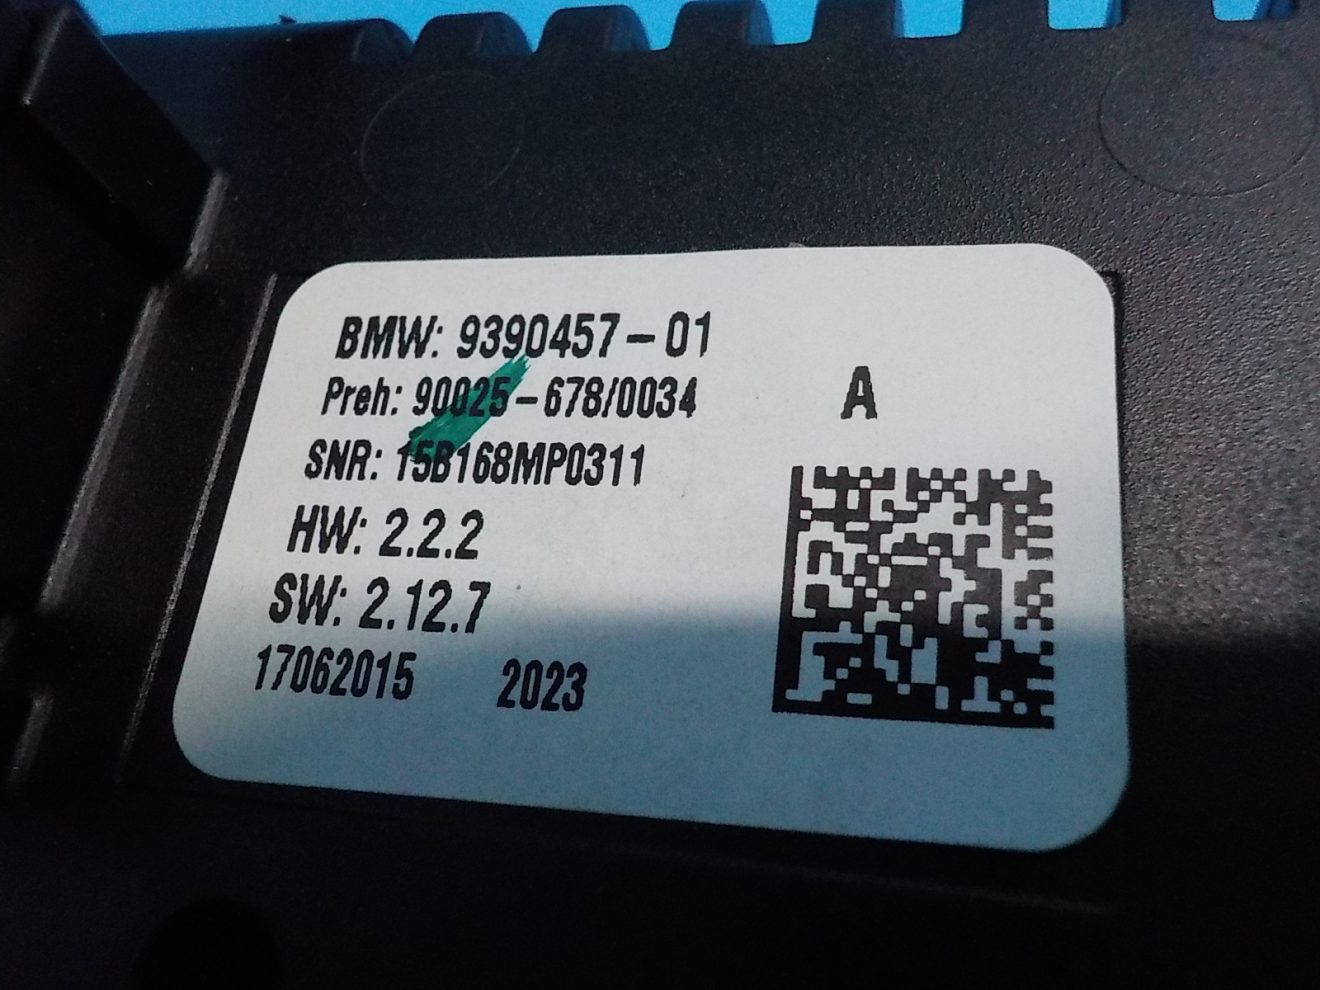 BMW: 9390457-01
Preh: 90025-678/0034
A
SNR: 15B168MP0311
HW: 2.2.2
SW: 2.12.7
17062015 2023